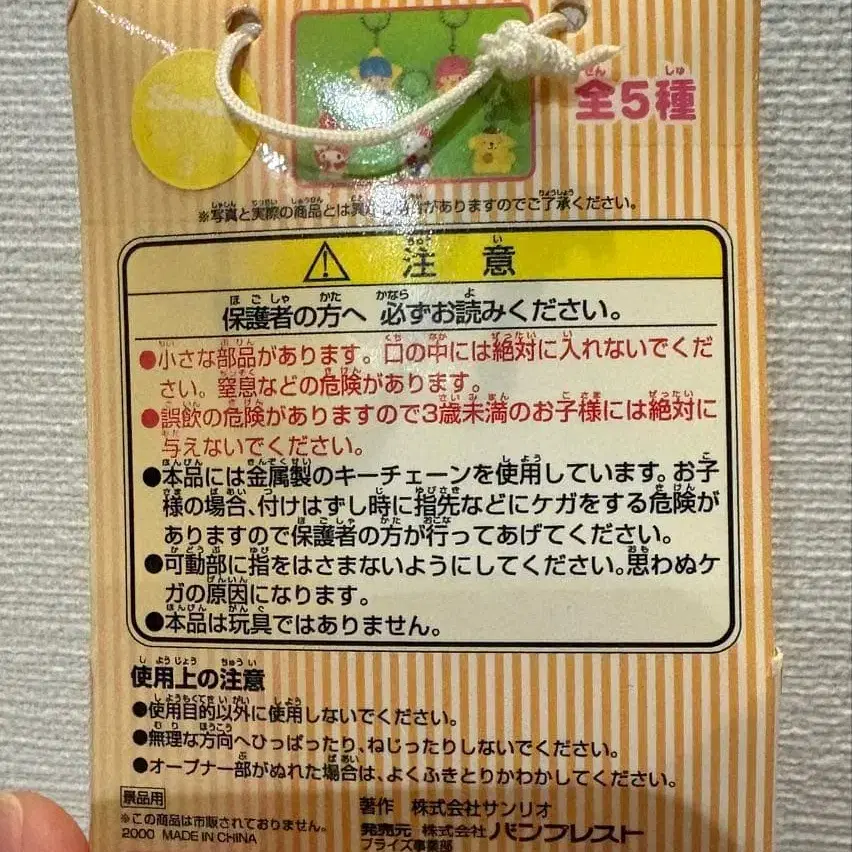 全5種
※写真と実際の商品とは異 がありますのでご了承ください。
注意
保護者の方へ 必ずお読みください。
●小さな部品があります。口の中には絶対に入れないでくだ
さい。窒息などの危険があります。
●誤飲の危険がありますので3歳未満のお子様には絶対に
与えないでください。
●本品には金属製のキーチェーンを使用しています。お子
様の場合、付けはずし時に指先などにケガをする危険が
ありますので保護者の方が行ってあげてください。
●可動部に指をはさまないようにしてください。思わぬケ
ガの原因になります。
●本品は玩具ではありません。
使用上の注意
●使用目的以外に使用しないでください。
●無理な方向へひっぱったり、ねじったりしないでください。
●オープナー部がぬれた場合は、よくふきとりかわかしてください。
景品用
※この商品は市販されておりません。
2000 MADE IN CHINA
著作 株式会社サンリオ
発売元 株式会社 バンプレスト
プライズ事業部